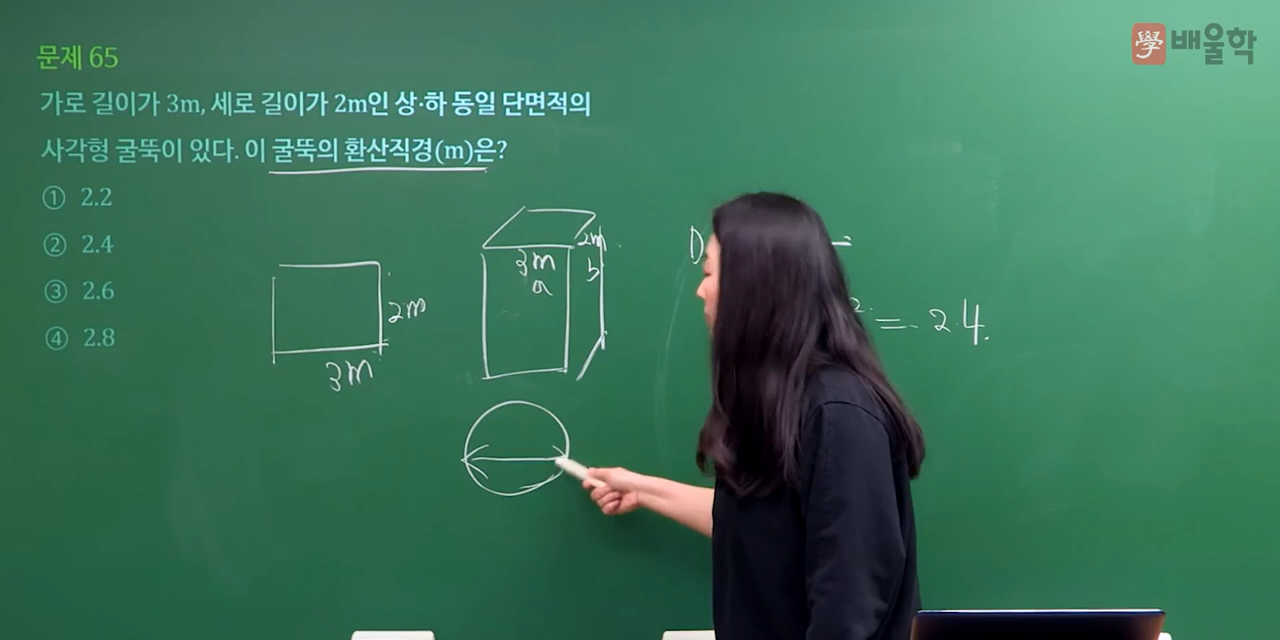 學 배울학
문제 65
가로 길이가 3m, 세로 길이가 2m인 상·하 동일 단면적의
사각형 굴뚝이 있다. 이 굴뚝의 환산직경(m)은?
① 2.2
② 2.4
③ 2.6
④ 2.8
2m
3m
3m
a
2m
b
D
=
2
= 2.4.